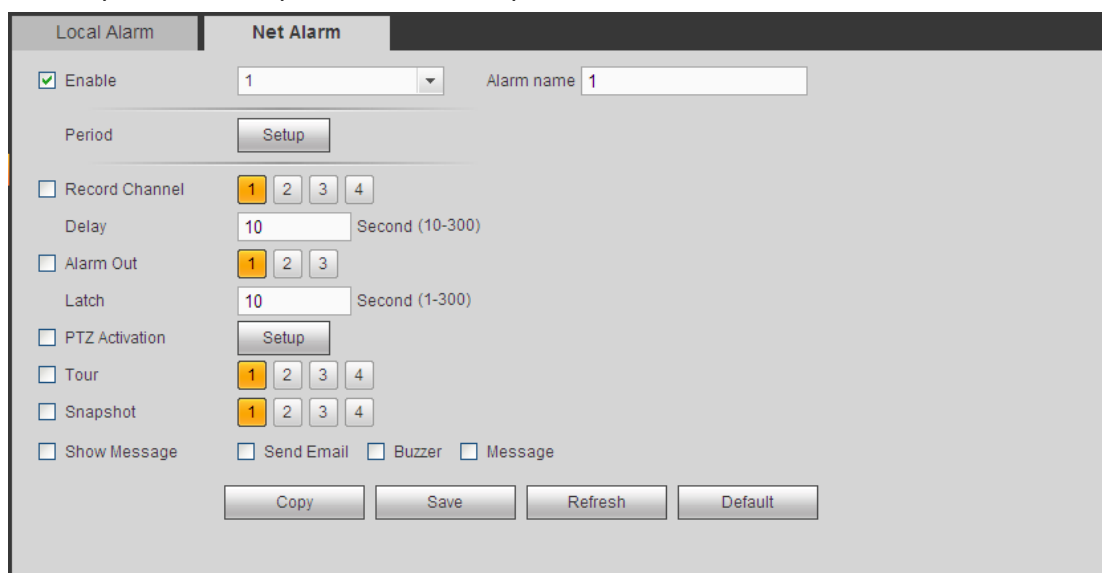 Local Alarm Net Alarm
Enable 1 Alarm name 1
Period Setup
Record Channel 1 2 3 4
Delay 10 Second (10-300)
Alarm Out 1 2 3
Latch 10 Second (1-300)
PTZ Activation Setup
Tour 1 2 3 4
Snapshot 1 2 3 4
Show Message Send Email Buzzer Message
Copy Save Refresh Default